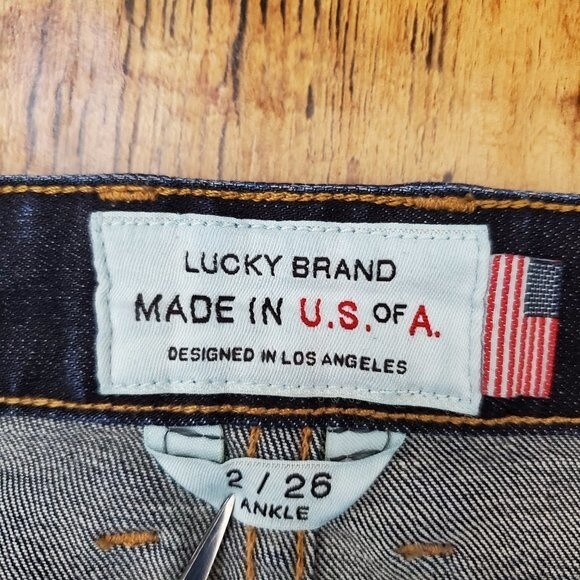 LUCKY BRAND
MADE IN U.S. OF A.
DESIGNED IN LOS ANGELES
2 / 26
ANKLE